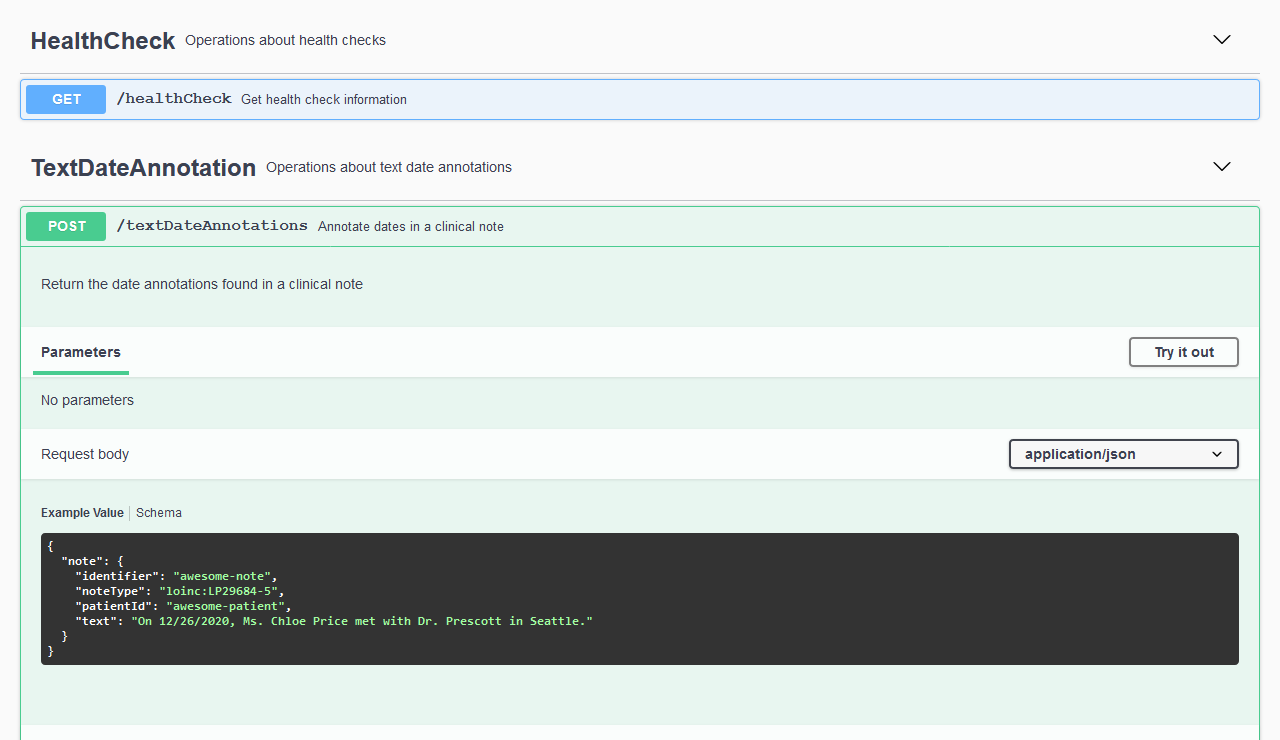 HealthCheck Operations about health checks
GET /healthCheck Get health check information
TextDateAnnotation Operations about text date annotations
POST /textDateAnnotations Annotate dates in a clinical note
Return the date annotations found in a clinical note
Parameters Try it out
No parameters
Request body application/json
Example Value Schema
{
  "note": {
    "identifier": "awesome-note",
    "noteType": "loinc:LP29684-5",
    "patientId": "awesome-patient",
    "text": "On 12/26/2020, Ms. Chloe Price met with Dr. Prescott in Seattle."
  }
}